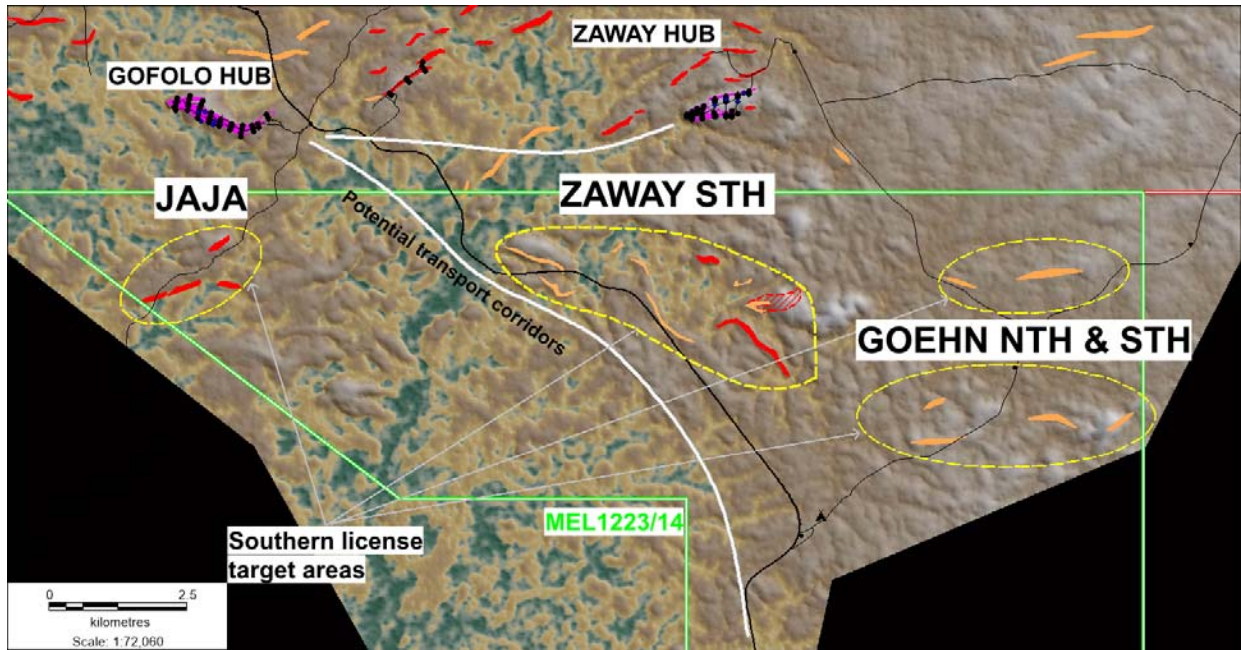 ZAWAY HUB
GOFOLO HUB
JAJA
ZAWAY STH
Potential transport corridors
GOEHN NTH & STH
MEL1223/14
Southern license
target areas
0 2.5
kilometres
Scale: 1:72,060